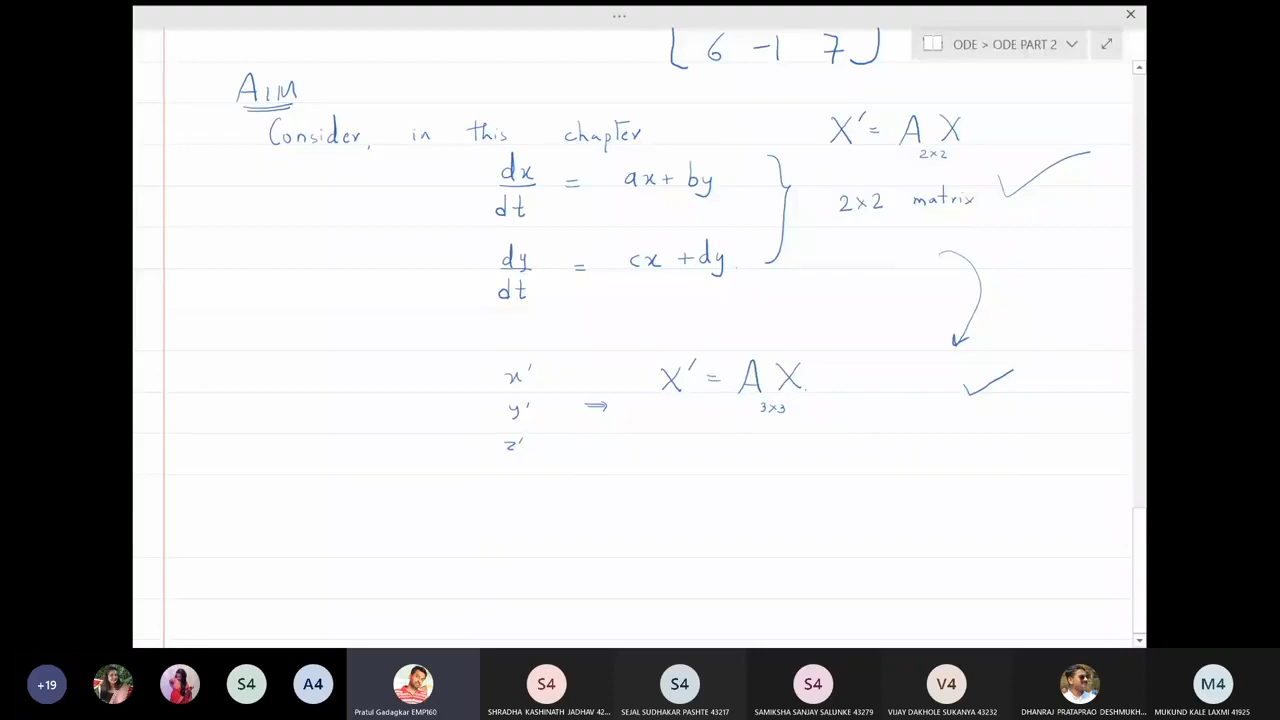 [ 6 -1 7 ]
ODE > ODE PART 2
AIM
Consider, in this chapter
X' = A X
2×2
dx/dt = ax + by
2×2 matrix
dy/dt = cx + dy.
x'
y' ⇒ X' = A X.
3×3
z'
+19
S4
A4
S4
S4
S4
V4
M4
Pratul Gadagkar EMP160
SHRADHA KASHINATH JADHAV 42...
SEJAL SUDHAKAR PASHTE 43217
SAMIKSHA SANJAY SALUNKE 43279
VIJAY DAKHOLE SUKANYA 43232
DHANRAJ PRATAPRAO DESHMUKH...
MUKUND KALE LAXMI 41925